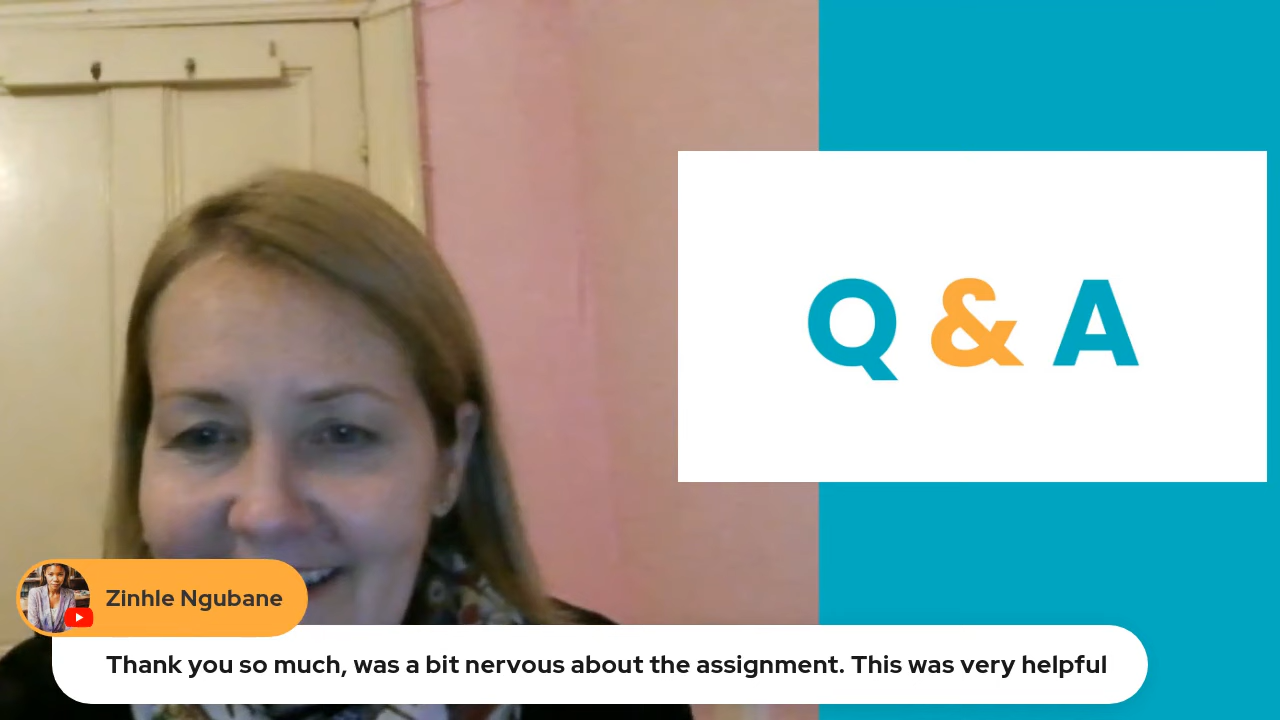 Q & A
Zinhle Ngubane
Thank you so much, was a bit nervous about the assignment. This was very helpful